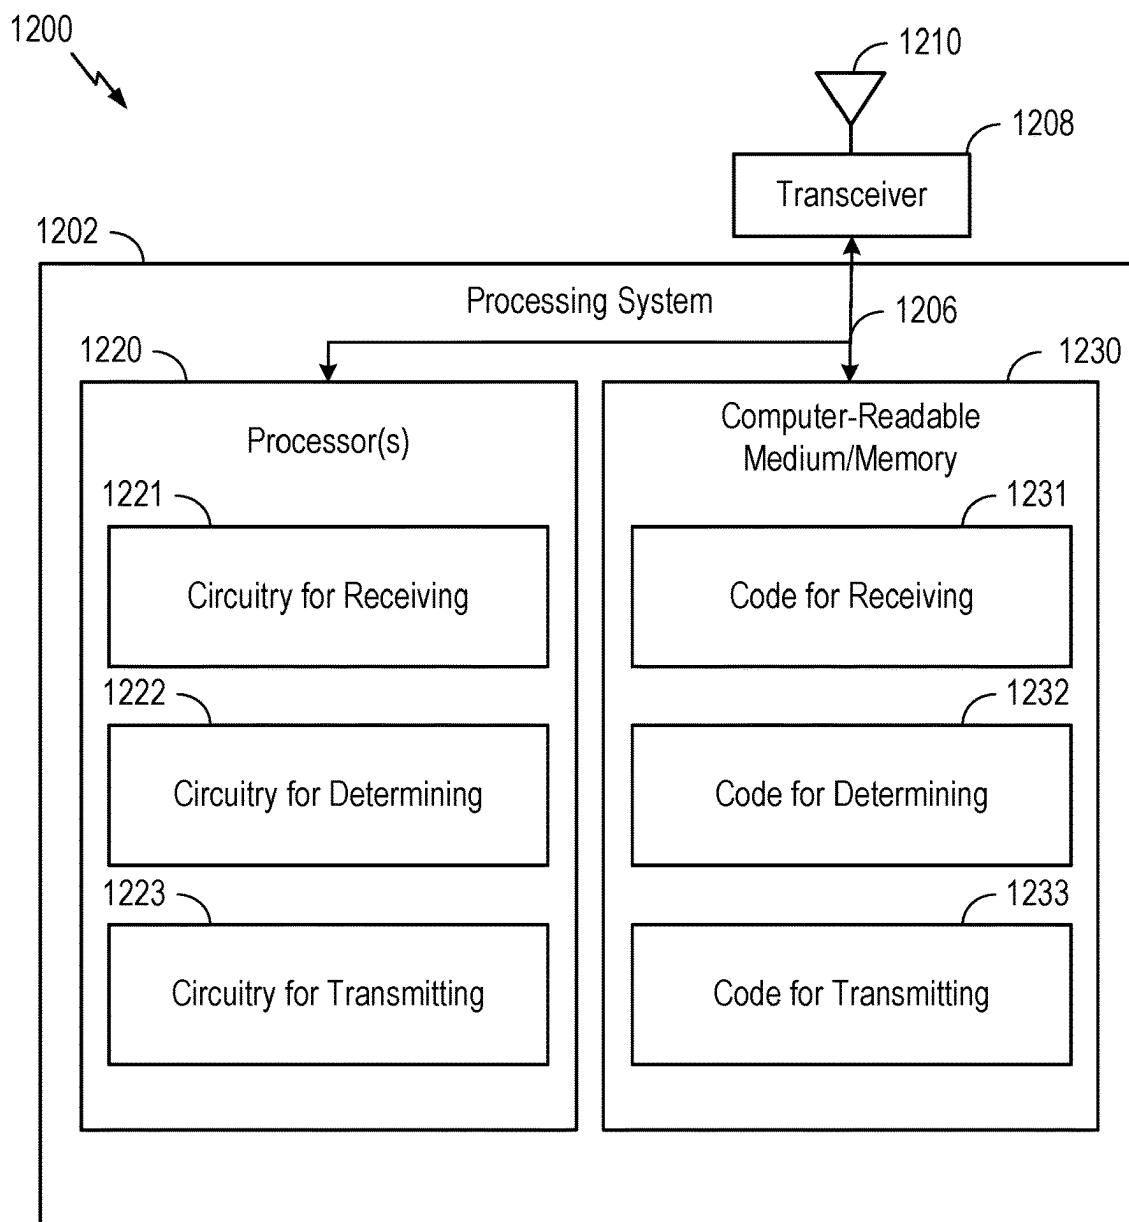 1200
1210
1208
Transceiver
1202
Processing System
1206
1220
1230
Processor(s)
Computer-Readable
Medium/Memory
1221
1231
Circuitry for Receiving
Code for Receiving
1222
1232
Circuitry for Determining
Code for Determining
1223
1233
Circuitry for Transmitting
Code for Transmitting